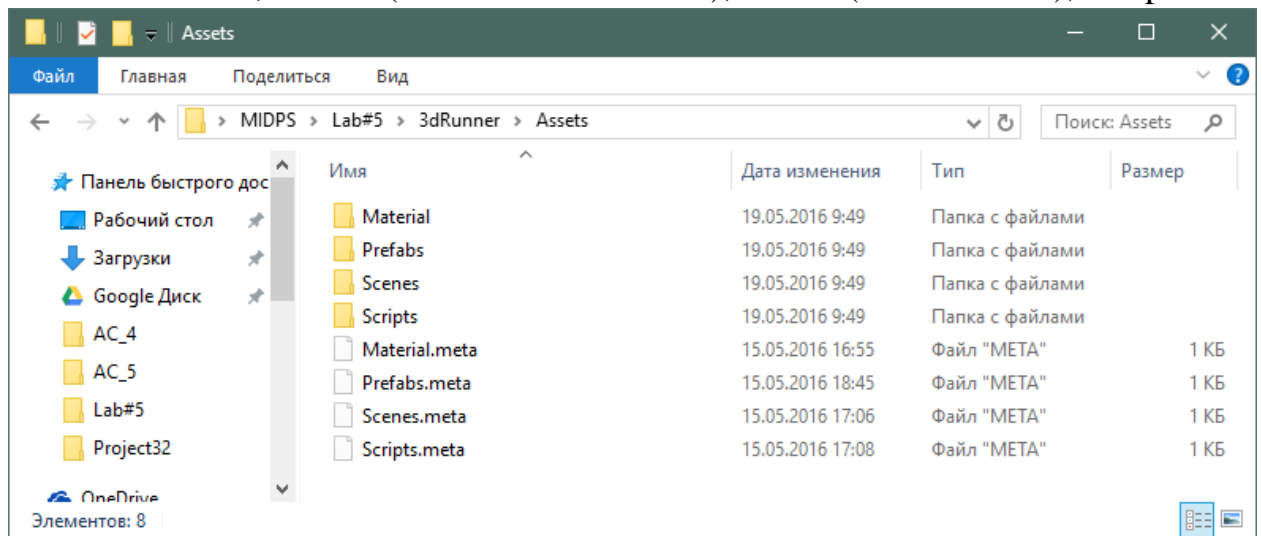 Assets
Файл Главная Поделиться Вид
MIDPS > Lab#5 > 3dRunner > Assets Поиск: Assets
Имя Дата изменения Тип Размер
Панель быстрого дос
Рабочий стол Material 19.05.2016 9:49 Папка с файлами
Загрузки Prefabs 19.05.2016 9:49 Папка с файлами
Google Диск Scenes 19.05.2016 9:49 Папка с файлами
AC_4 Scripts 19.05.2016 9:49 Папка с файлами
AC_5 Material.meta 15.05.2016 16:55 Файл "META" 1 КБ
Lab#5 Prefabs.meta 15.05.2016 18:45 Файл "META" 1 КБ
Project32 Scenes.meta 15.05.2016 17:06 Файл "META" 1 КБ
Scripts.meta 15.05.2016 17:08 Файл "META" 1 КБ
OneDrive
Элементов: 8